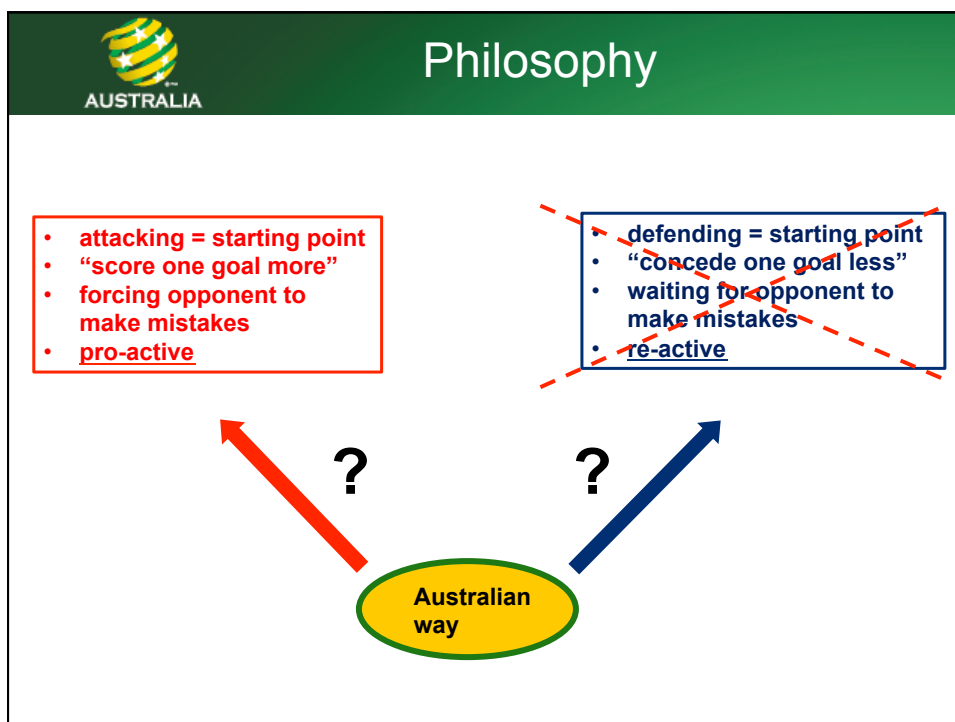 AUSTRALIA
Philosophy
• attacking = starting point
• “score one goal more”
• forcing opponent to
make mistakes
• pro-active
• defending = starting point
• “concede one goal less”
• waiting for opponent to
make mistakes
• re-active
?
?
Australian
way